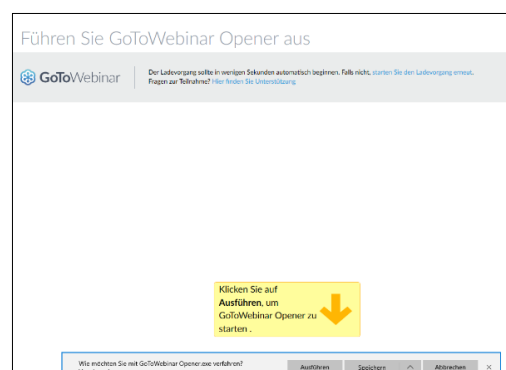 Führen Sie GoToWebinar Opener aus
GoToWebinar
Der Ladevorgang sollte in wenigen Sekunden automatisch beginnen. Falls nicht, starten Sie den Ladevorgang erneut.
Fragen zur Teilnahme? Hier finden Sie Unterstützung
Klicken Sie auf
Ausführen, um
GoToWebinar Opener zu
starten .
Wie möchten Sie mit GoToWebinar Opener.exe verfahren?
Ausführen Speichern Abbrechen